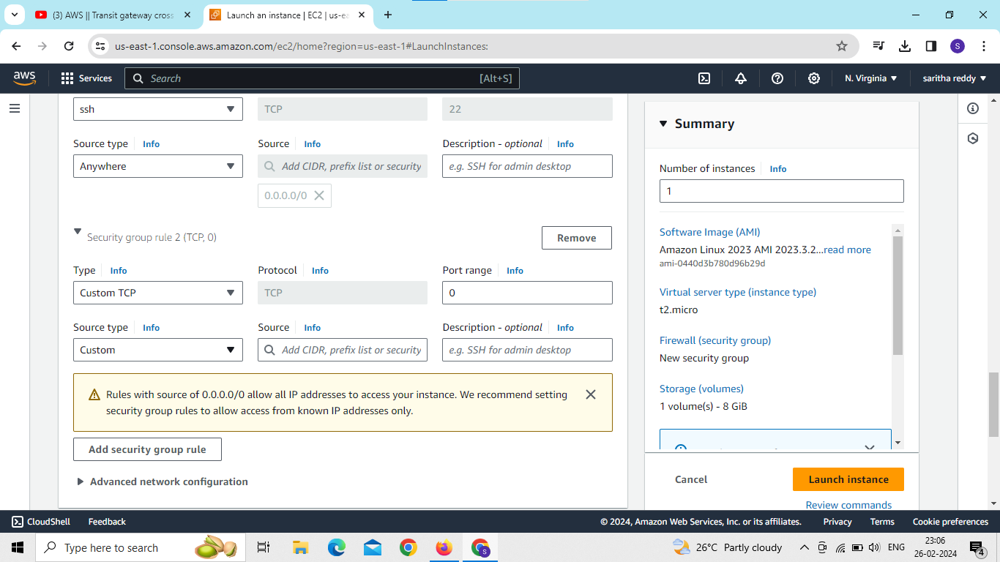 (3) AWS || Transit gateway cross
Launch an instance | EC2 | us-ea
us-east-1.console.aws.amazon.com/ec2/home?region=us-east-1#LaunchInstances:
S
aws
Services
Search
[Alt+S]
N. Virginia
saritha reddy
ssh
TCP
22
Source type Info
Source Info
Description - optional Info
Anywhere
Add CIDR, prefix list or security
e.g. SSH for admin desktop
0.0.0.0/0
Security group rule 2 (TCP, 0)
Remove
Type Info
Protocol Info
Port range Info
Custom TCP
TCP
0
Source type Info
Source Info
Description - optional Info
Custom
Add CIDR, prefix list or security
e.g. SSH for admin desktop
Rules with source of 0.0.0.0/0 allow all IP addresses to access your instance. We recommend setting
security group rules to allow access from known IP addresses only.
Add security group rule
Advanced network configuration
Summary
Number of instances Info
1
Software Image (AMI)
Amazon Linux 2023 AMI 2023.3.2...read more
ami-0440d3b780d96b29d
Virtual server type (instance type)
t2.micro
Firewall (security group)
New security group
Storage (volumes)
1 volume(s) - 8 GiB
Cancel
Launch instance
Review commands
CloudShell
Feedback
© 2024, Amazon Web Services, Inc. or its affiliates.
Privacy
Terms
Cookie preferences
Type here to search
S
26°C Partly cloudy
ENG
23:06
26-02-2024
4